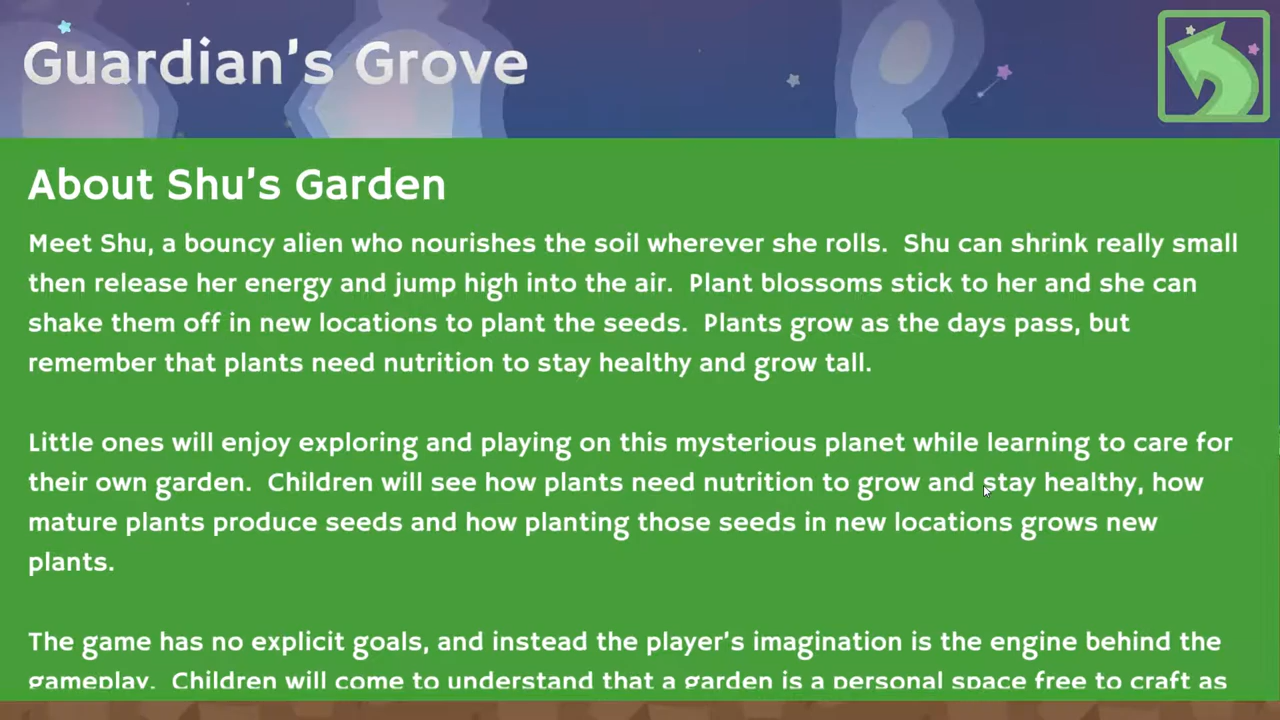 Guardian's Grove
About Shu's Garden
Meet Shu, a bouncy alien who nourishes the soil wherever she rolls.  Shu can shrink really small
then release her energy and jump high into the air.  Plant blossoms stick to her and she can
shake them off in new locations to plant the seeds.  Plants grow as the days pass, but
remember that plants need nutrition to stay healthy and grow tall.
Little ones will enjoy exploring and playing on this mysterious planet while learning to care for
their own garden.  Children will see how plants need nutrition to grow and stay healthy, how
mature plants produce seeds and how planting those seeds in new locations grows new
plants.
The game has no explicit goals, and instead the player's imagination is the engine behind the
gameplay.  Children will come to understand that a garden is a personal space free to craft as